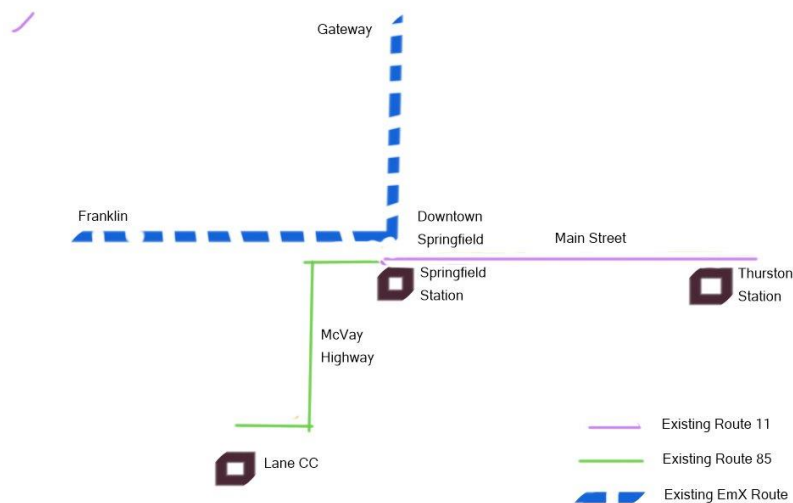 Gateway
Franklin
Downtown
Springfield
Main Street
Springfield
Station
Thurston
Station
McVay
Highway
Lane CC
Existing Route 11
Existing Route 85
Existing EmX Route